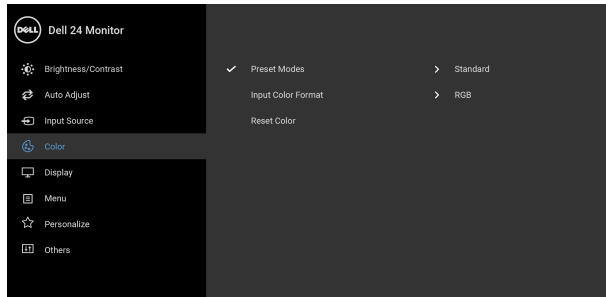 DELL Dell 24 Monitor
Brightness/Contrast
Preset Modes Standard
Auto Adjust
Input Color Format RGB
Input Source
Reset Color
Color
Display
Menu
Personalize
Others